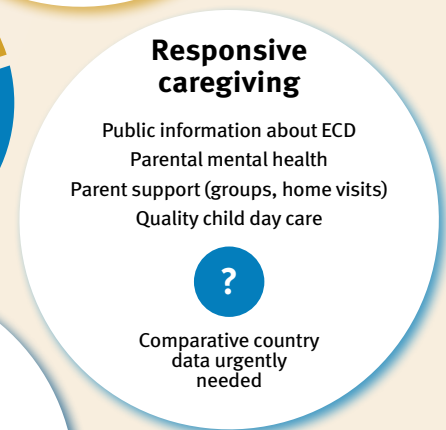 Responsive
caregiving
Public information about ECD
Parental mental health
Parent support (groups, home visits)
Quality child day care
?
Comparative country
data urgently
needed